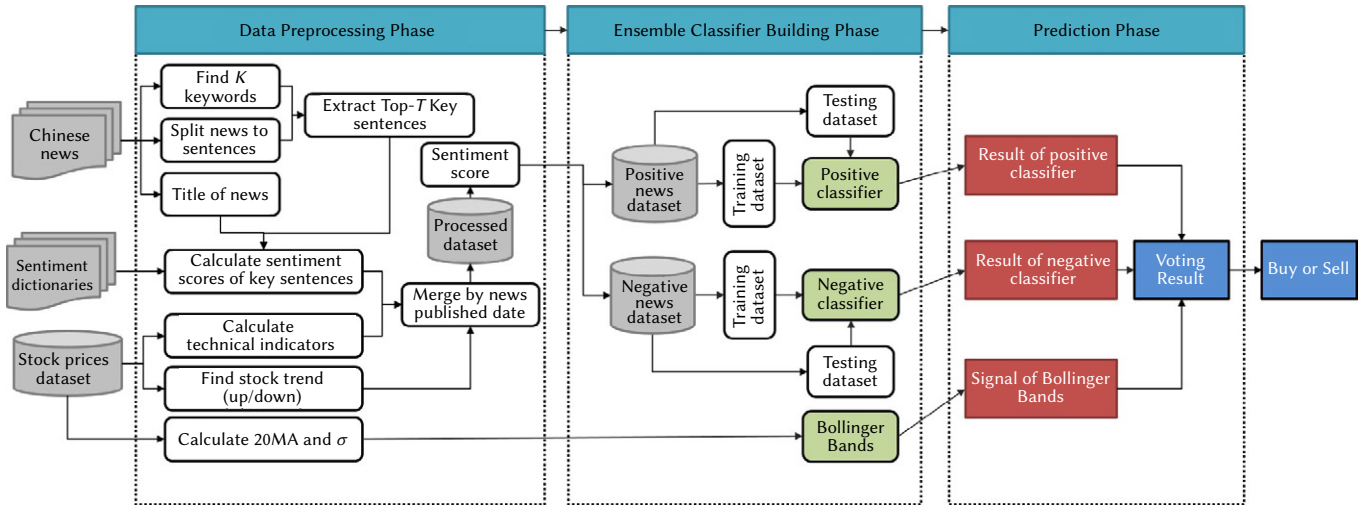 Data Preprocessing Phase
Ensemble Classifier Building Phase
Prediction Phase
Chinese
news
Find K
keywords
Split news to
sentences
Title of news
Extract Top-T Key
sentences
Sentiment
score
Processed
dataset
Sentiment
dictionaries
Calculate sentiment
scores of key sentences
Merge by news
published date
Stock prices
dataset
Calculate
technical indicators
Find stock trend
(up/down)
Calculate 20MA and σ
Testing
dataset
Positive
news
dataset
Training
dataset
Positive
classifier
Negative
news
dataset
Training
dataset
Negative
classifier
Testing
dataset
Bollinger
Bands
Result of positive
classifier
Result of negative
classifier
Signal of Bollinger
Bands
Voting
Result
Buy or Sell